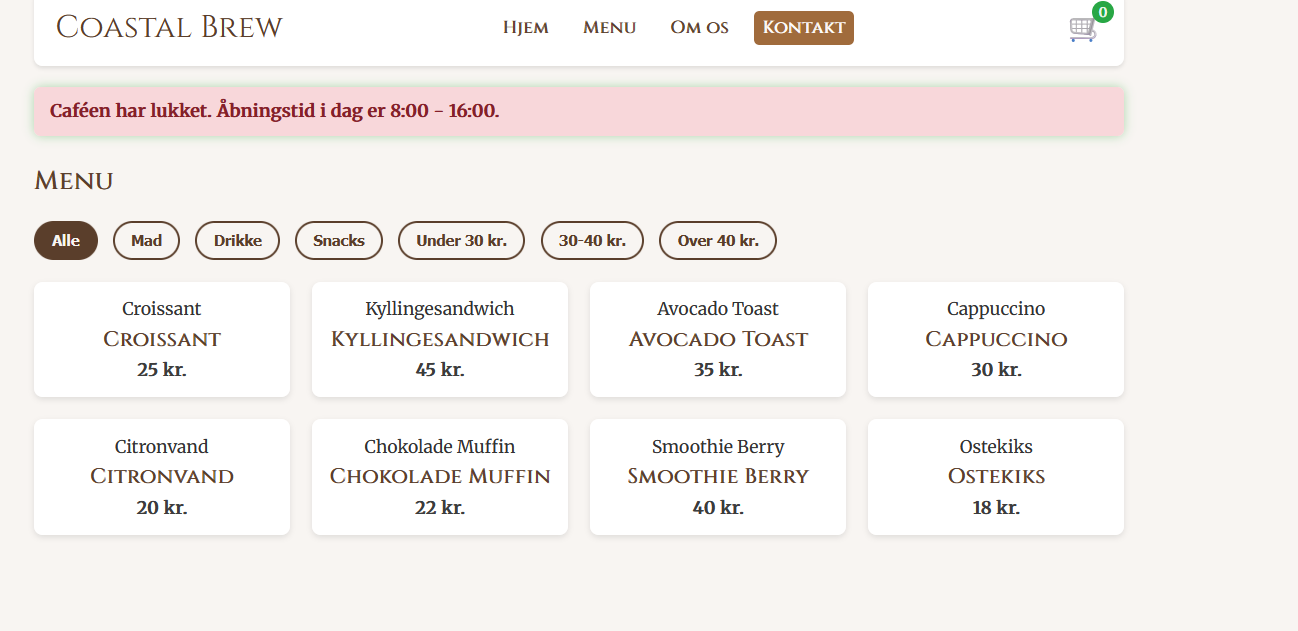 Coastal Brew
Hjem Menu Om os Kontakt 0
Caféen har lukket. Åbningstid i dag er 8:00 - 16:00.
Menu
Alle Mad Drikke Snacks Under 30 kr. 30-40 kr. Over 40 kr.
Croissant Kyllingesandwich Avocado Toast Cappuccino
Croissant Kyllingesandwich Avocado Toast Cappuccino
25 kr. 45 kr. 35 kr. 30 kr.
Citronvand Chokolade Muffin Smoothie Berry Ostekiks
Citronvand Chokolade Muffin Smoothie Berry Ostekiks
20 kr. 22 kr. 40 kr. 18 kr.